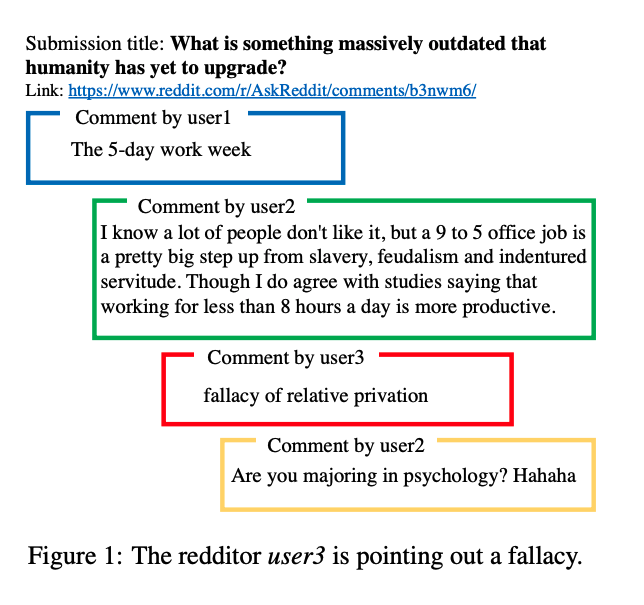 Submission title: What is something massively outdated that
humanity has yet to upgrade?
Link: https://www.reddit.com/r/AskReddit/comments/b3nwm6/
Comment by user1
The 5-day work week
Comment by user2
I know a lot of people don't like it, but a 9 to 5 office job is
a pretty big step up from slavery, feudalism and indentured
servitude. Though I do agree with studies saying that
working for less than 8 hours a day is more productive.
Comment by user3
fallacy of relative privation
Comment by user2
Are you majoring in psychology? Hahaha
Figure 1: The redditor user3 is pointing out a fallacy.